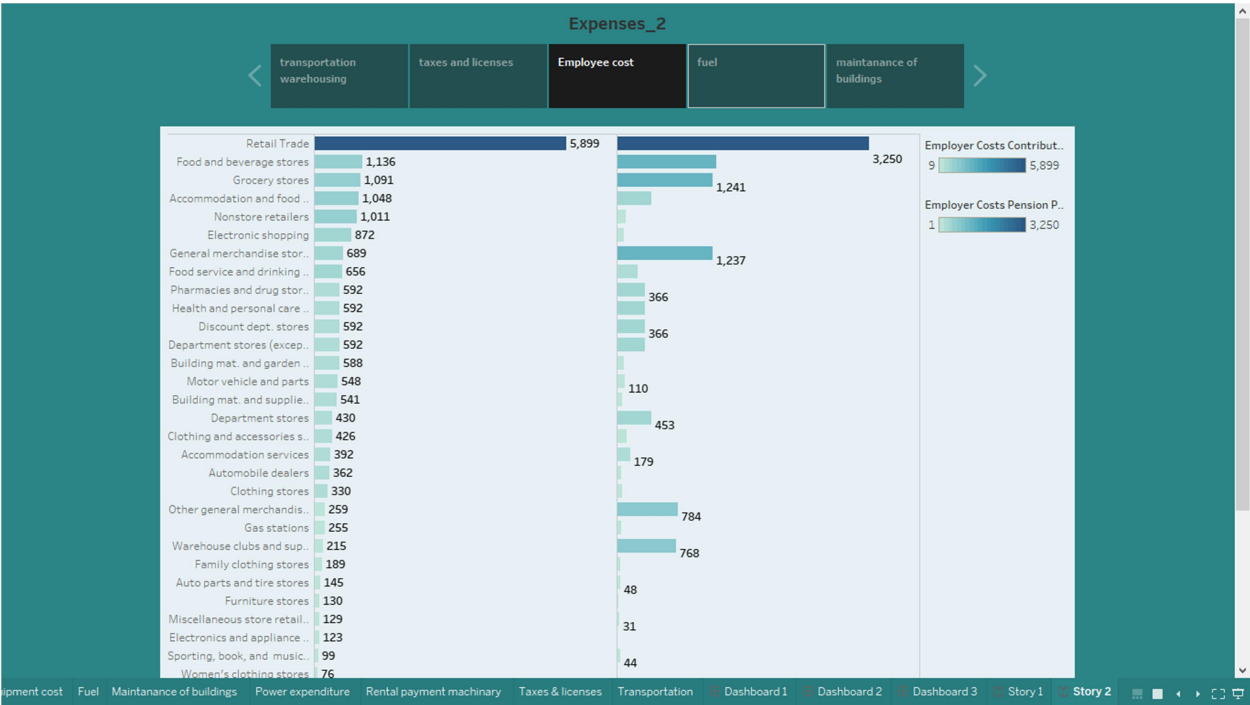 Expenses_2
transportation
warehousing
taxes and licenses
Employee cost
fuel
maintanance of
buildings
Retail Trade 5,899 3,250
Food and beverage stores 1,136
Grocery stores 1,091 1,241
Accommodation and food .. 1,048
Nonstore retailers 1,011
Electronic shopping 872
General merchandise stor.. 689 1,237
Food service and drinking .. 656
Pharmacies and drug stor.. 592 366
Health and personal care .. 592
Discount dept. stores 592 366
Department stores (excep.. 592
Building mat. and garden .. 588
Motor vehicle and parts 548 110
Building mat. and supplie.. 541
Department stores 430 453
Clothing and accessories s.. 426
Accommodation services 392 179
Automobile dealers 362
Clothing stores 330
Other general merchandis.. 259 784
Gas stations 255
Warehouse clubs and sup.. 215 768
Family clothing stores 189
Auto parts and tire stores 145 48
Furniture stores 130
Miscellaneous store retail.. 129 31
Electronics and appliance .. 123
Sporting, book, and music.. 99 44
Women's clothing stores 76
Employer Costs Contribut..
9 5,899
Employer Costs Pension P..
1 3,250
ipment cost Fuel Maintanance of buildings Power expenditure Rental payment machinary Taxes & licenses Transportation Dashboard 1 Dashboard 2 Dashboard 3 Story 1 Story 2